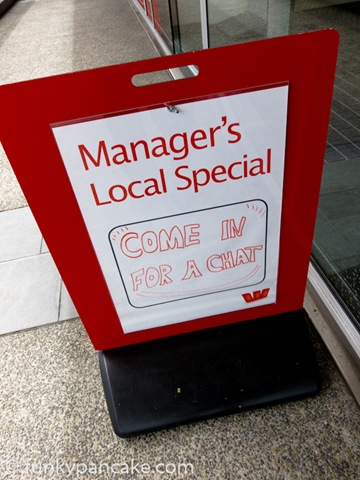 Manager's
Local Special
COME IN
FOR A CHAT
©funkypancake.com